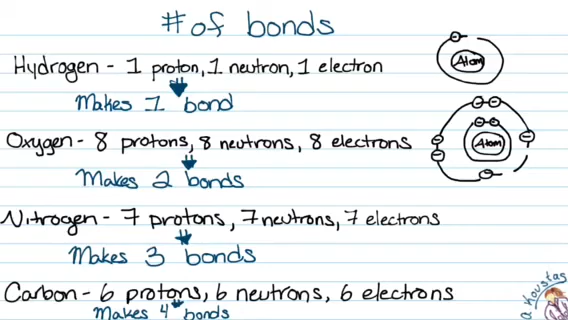 # of bonds
Hydrogen - 1 proton, 1 neutron, 1 electron
Makes 1 bond
Atom
Oxygen - 8 protons, 8 neutrons, 8 electrons
Makes 2 bonds
Atom
Nitrogen - 7 protons, 7 neutrons, 7 electrons
Makes 3 bonds
Carbon - 6 protons, 6 neutrons, 6 electrons
Makes 4 bonds
a Koustas